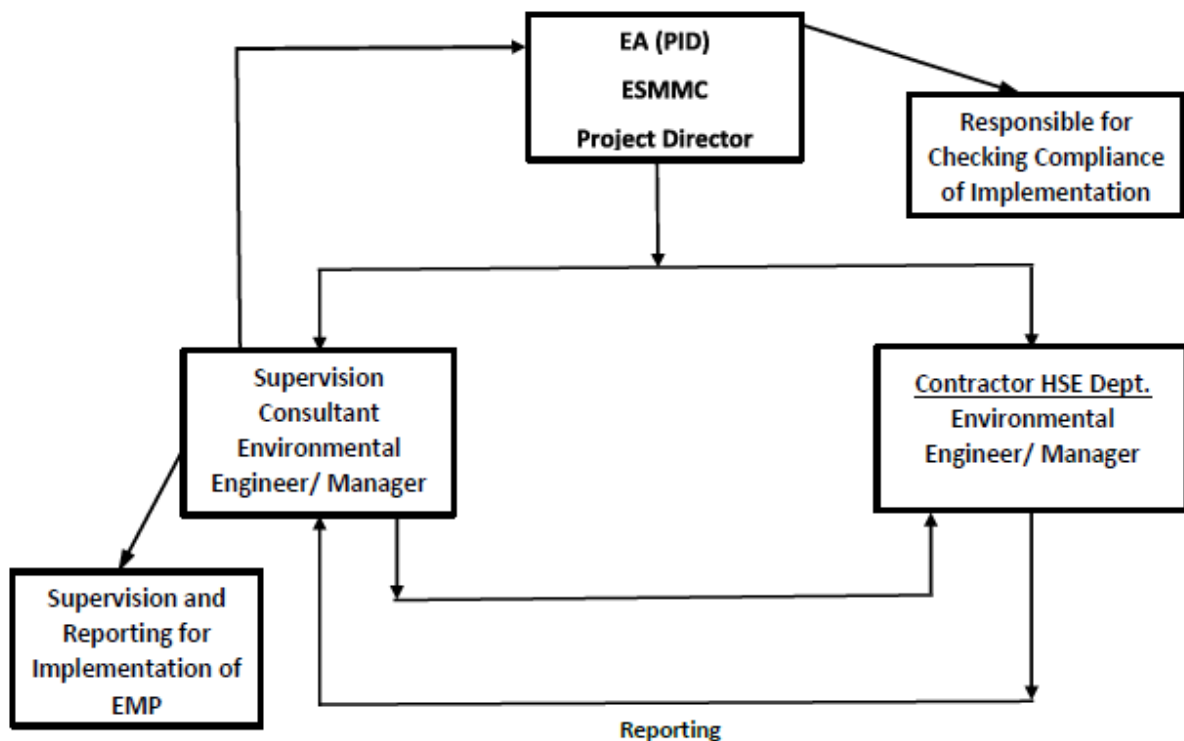 EA (PID)
ESMMC
Project Director
Responsible for
Checking Compliance
of Implementation
Supervision
Consultant
Environmental
Engineer/ Manager
Contractor HSE Dept.
Environmental
Engineer/ Manager
Supervision and
Reporting for
Implementation of
EMP
Reporting